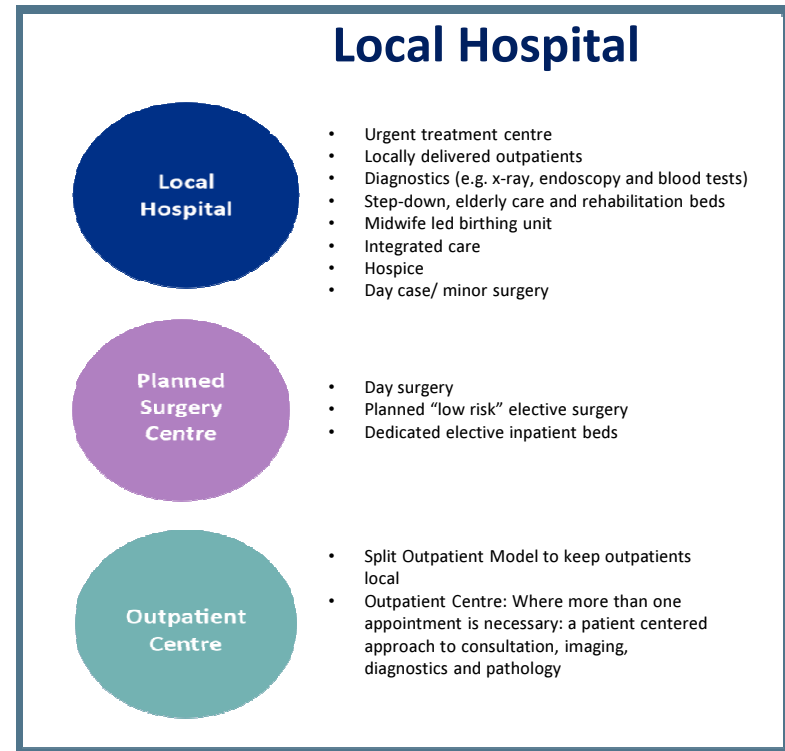 Local Hospital
Local
Hospital
• Urgent treatment centre
• Locally delivered outpatients
• Diagnostics (e.g. x-ray, endoscopy and blood tests)
• Step-down, elderly care and rehabilitation beds
• Midwife led birthing unit
• Integrated care
• Hospice
• Day case/ minor surgery
Planned
Surgery
Centre
• Day surgery
• Planned “low risk” elective surgery
• Dedicated elective inpatient beds
Outpatient
Centre
• Split Outpatient Model to keep outpatients
local
• Outpatient Centre: Where more than one
appointment is necessary: a patient centered
approach to consultation, imaging,
diagnostics and pathology